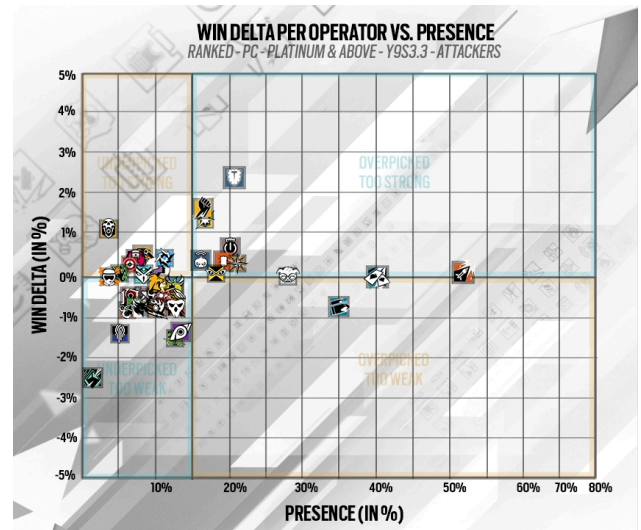 WIN DELTA PER OPERATOR VS. PRESENCE
RANKED - PC - PLATINUM & ABOVE - Y9S3.3 - ATTACKERS
5%
4%
3%
2%
1%
0%
-1%
-2%
-3%
-4%
-5%
WIN DELTA (IN %)
UNDERPICKED
TOO STRONG
OVERPICKED
TOO STRONG
UNDERPICKED
TOO WEAK
OVERPICKED
TOO WEAK
10% 20% 30% 40% 50% 60% 70% 80%
PRESENCE (IN %)